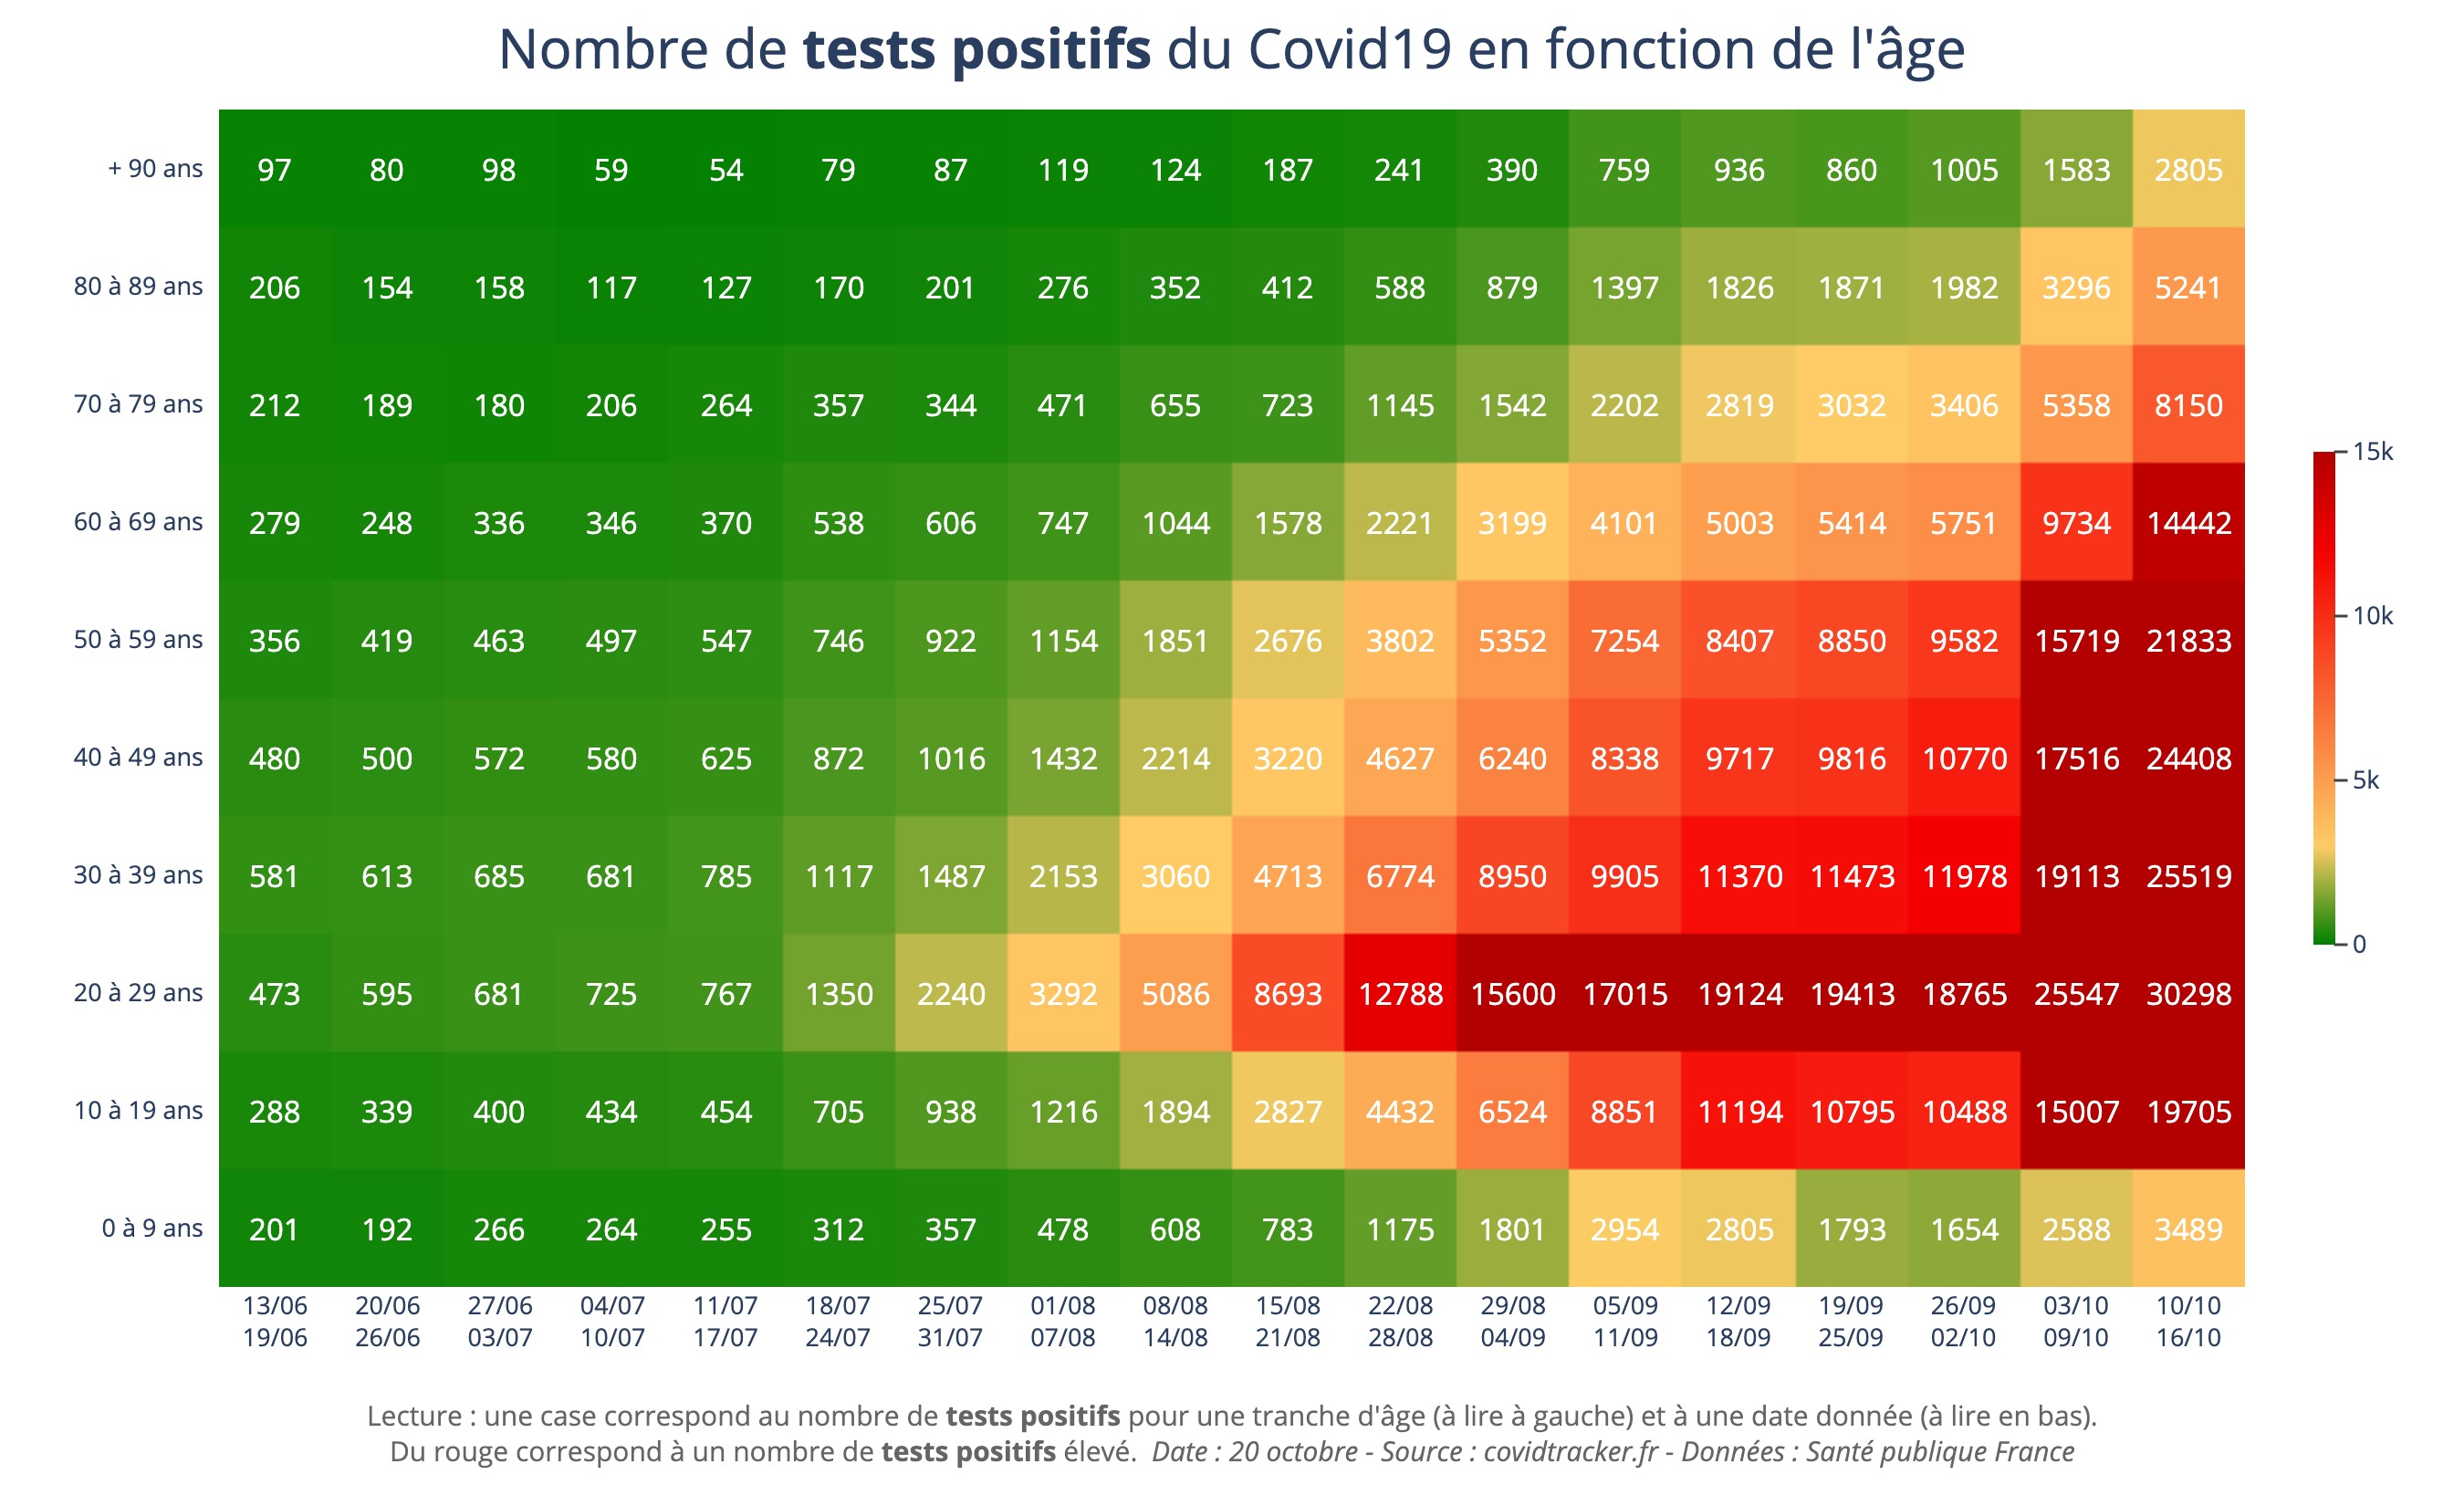 Nombre de tests positifs du Covid19 en fonction de l'âge
+ 90 ans 97 80 98 59 54 79 87 119 124 187 241 390 759 936 860 1005 1583 2805
80 à 89 ans 206 154 158 117 127 170 201 276 352 412 588 879 1397 1826 1871 1982 3296 5241
70 à 79 ans 212 189 180 206 264 357 344 471 655 723 1145 1542 2202 2819 3032 3406 5358 8150
15k
60 à 69 ans 279 248 336 346 370 538 606 747 1044 1578 2221 3199 4101 5003 5414 5751 9734 14442
10k
50 à 59 ans 356 419 463 497 547 746 922 1154 1851 2676 3802 5352 7254 8407 8850 9582 15719 21833
40 à 49 ans 480 500 572 580 625 872 1016 1432 2214 3220 4627 6240 8338 9717 9816 10770 17516 24408
5k
30 à 39 ans 581 613 685 681 785 1117 1487 2153 3060 4713 6774 8950 9905 11370 11473 11978 19113 25519
0
20 à 29 ans 473 595 681 725 767 1350 2240 3292 5086 8693 12788 15600 17015 19124 19413 18765 25547 30298
10 à 19 ans 288 339 400 434 454 705 938 1216 1894 2827 4432 6524 8851 11194 10795 10488 15007 19705
0 à 9 ans 201 192 266 264 255 312 357 478 608 783 1175 1801 2954 2805 1793 1654 2588 3489
13/06 20/06 27/06 04/07 11/07 18/07 25/07 01/08 08/08 15/08 22/08 29/08 05/09 12/09 19/09 26/09 03/10 10/10
19/06 26/06 03/07 10/07 17/07 24/07 31/07 07/08 14/08 21/08 28/08 04/09 11/09 18/09 25/09 02/10 09/10 16/10
Lecture : une case correspond au nombre de tests positifs pour une tranche d'âge (à lire à gauche) et à une date donnée (à lire en bas).
Du rouge correspond à un nombre de tests positifs élevé. Date : 20 octobre - Source : covidtracker.fr - Données : Santé publique France